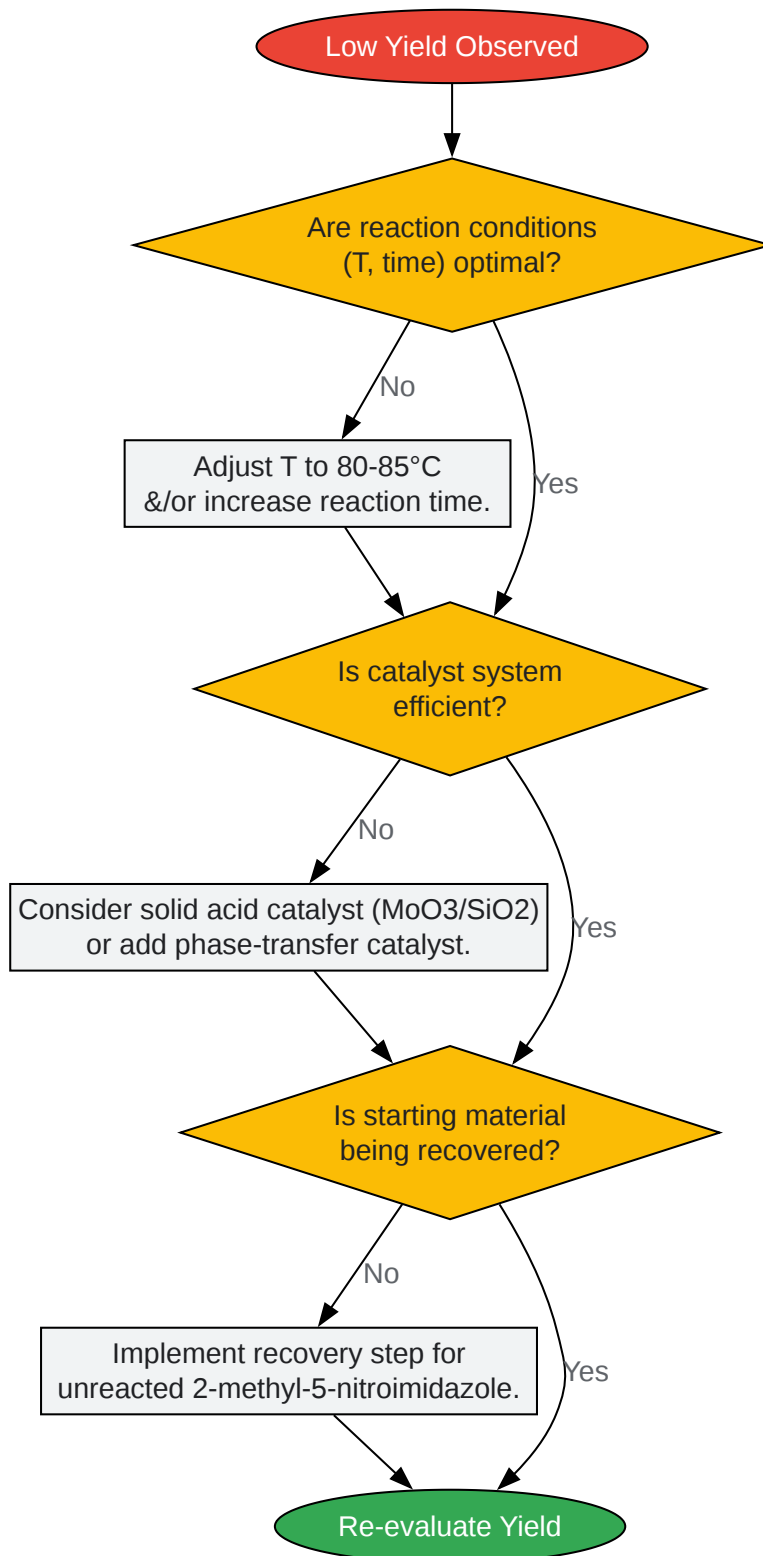 Low Yield Observed
Are reaction conditions
(T, time) optimal?
No
Adjust T to 80-85°C
&/or increase reaction time.
Yes
Is catalyst system
efficient?
No
Consider solid acid catalyst (MoO3/SiO2)
or add phase-transfer catalyst.
Yes
Is starting material
being recovered?
No
Implement recovery step for
unreacted 2-methyl-5-nitroimidazole.
Yes
Re-evaluate Yield